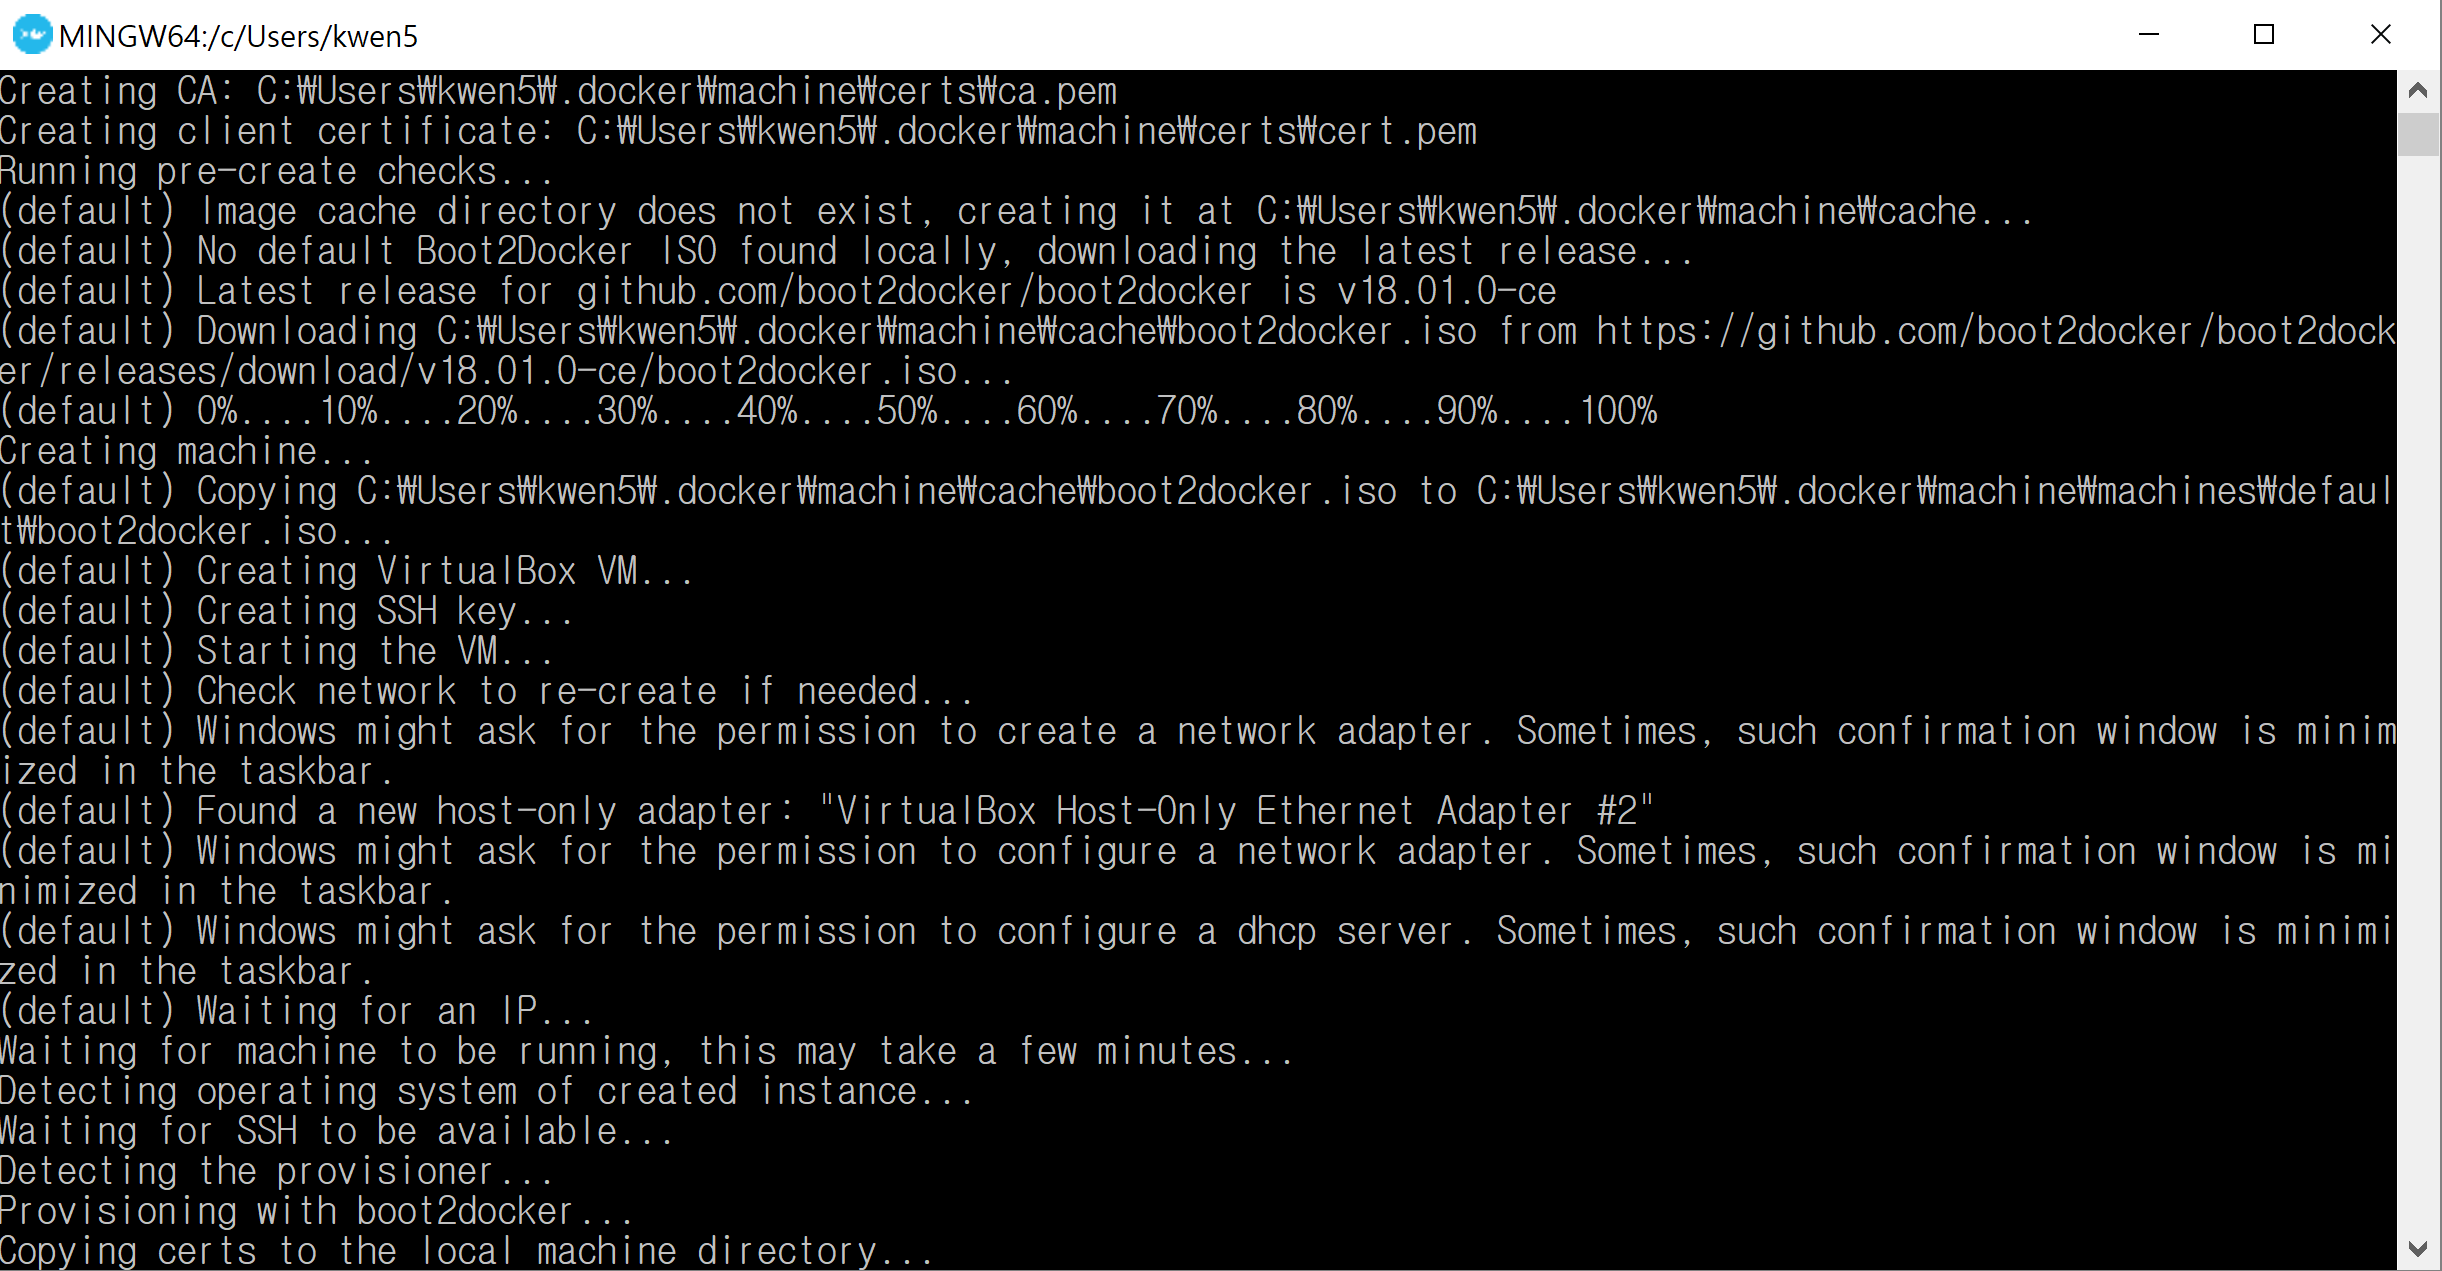 MINGW64:/c/Users/kwen5
Creating CA: C:₩Users₩kwen5₩.docker₩machine₩certs₩ca.pem
Creating client certificate: C:₩Users₩kwen5₩.docker₩machine₩certs₩cert.pem
Running pre-create checks...
(default) Image cache directory does not exist, creating it at C:₩Users₩kwen5₩.docker₩machine₩cache...
(default) No default Boot2Docker ISO found locally, downloading the latest release...
(default) Latest release for github.com/boot2docker/boot2docker is v18.01.0-ce
(default) Downloading C:₩Users₩kwen5₩.docker₩machine₩cache₩boot2docker.iso from https://github.com/boot2docker/boot2dock
er/releases/download/v18.01.0-ce/boot2docker.iso...
(default) 0%....10%....20%....30%....40%....50%....60%....70%....80%....90%....100%
Creating machine...
(default) Copying C:₩Users₩kwen5₩.docker₩machine₩cache₩boot2docker.iso to C:₩Users₩kwen5₩.docker₩machine₩machines₩defaul
t₩boot2docker.iso...
(default) Creating VirtualBox VM...
(default) Creating SSH key...
(default) Starting the VM...
(default) Check network to re-create if needed...
(default) Windows might ask for the permission to create a network adapter. Sometimes, such confirmation window is minim
ized in the taskbar.
(default) Found a new host-only adapter: "VirtualBox Host-Only Ethernet Adapter #2"
(default) Windows might ask for the permission to configure a network adapter. Sometimes, such confirmation window is mi
nimized in the taskbar.
(default) Windows might ask for the permission to configure a dhcp server. Sometimes, such confirmation window is minimi
zed in the taskbar.
(default) Waiting for an IP...
Waiting for machine to be running, this may take a few minutes...
Detecting operating system of created instance...
Waiting for SSH to be available...
Detecting the provisioner...
Provisioning with boot2docker...
Copying certs to the local machine directory...